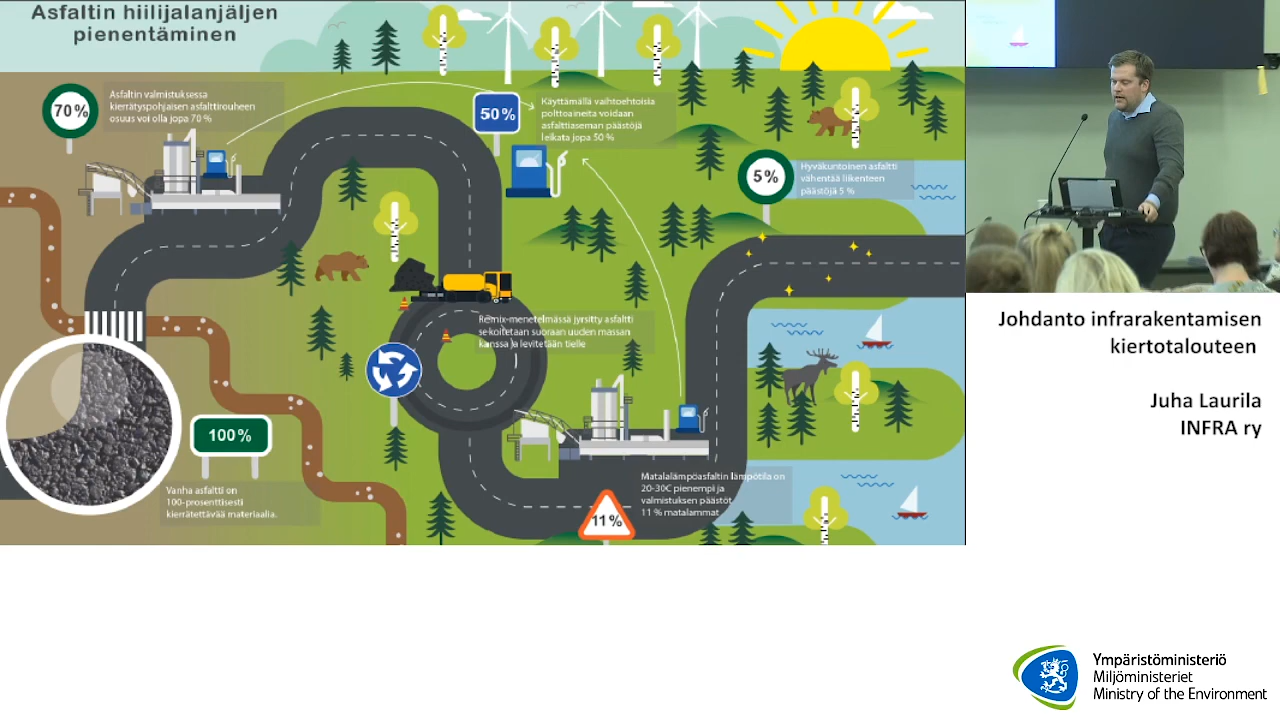 Asfaltin hiilijalanjäljen
pienentäminen
70%
Asfaltin valmistuksessa
kierrätyspohjaisen asfalttirouheen
osuus voi olla jopa 70 %
50%
Käyttämällä vaihtoehtoisia
polttoaineita voidaan
asfalttiaseman päästöjä
leikata jopa 50 %
5%
Hyväkuntoinen asfaltti
vähentää liikenteen
päästöjä 5 %
Remix-menetelmässä jyrsitty asfaltti
sekoitetaan suoraan uuden massan
kanssa ja levitetään tielle
100%
Vanha asfaltti on
100-prosenttisesti
kierrätettävää materiaalia.
Matalalämpöasfaltin lämpötila on
20-30C pienempi ja
valmistuksen päästöt
11 % matalammat
11%
Johdanto infrarakentamisen
kiertotalouteen
Juha Laurila
INFRA ry
Ympäristöministeriö
Miljöministeriet
Ministry of the Environment